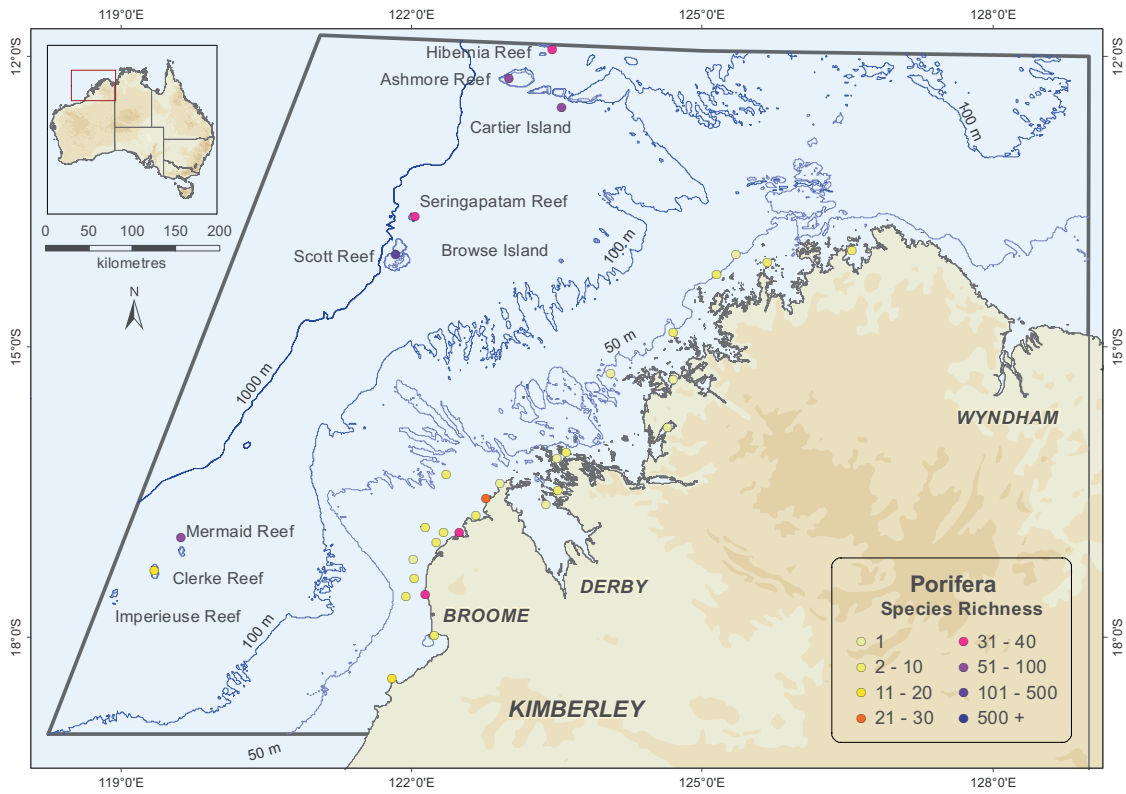 119°0'E 122°0'E 125°0'E 128°0'E
12°0'S
12°0'S
Hibernia Reef
Ashmore Reef
Cartier Island
100 m
Seringapatam Reef
Scott Reef
Browse Island
100 m
0 50 100 150 200
kilometres
N
15°0'S
15°0'S
50 m
1000 m
WYNDHAM
Mermaid Reef
Clerke Reef
Imperieuse Reef
100 m
DERBY
BROOME
KIMBERLEY
50 m
18°0'S
18°0'S
Porifera
Species Richness
1
2 - 10
11 - 20
21 - 30
31 - 40
51 - 100
101 - 500
500 +
119°0'E 122°0'E 125°0'E 128°0'E